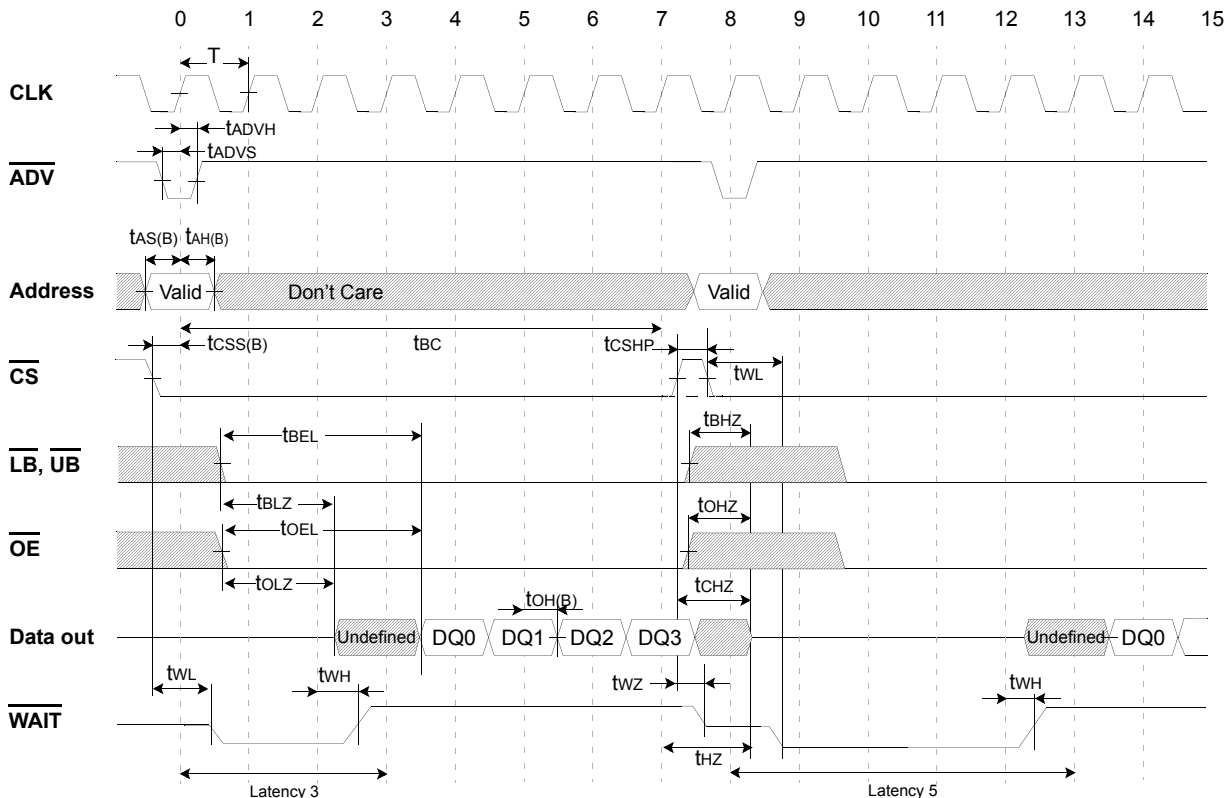 0 1 2 3 4 5 6 7 8 9 10 11 12 13 14 15
T
CLK
tADVH
tADVS
ADV
tAS(B) tAH(B)
Address Valid Don't Care Valid
tCSS(B) tBC tCSHP
tWL
CS
tBEL tBHZ
LB, UB
tBLZ
tOEL tOHZ
OE
tOLZ tCHZ
tOH(B)
Data out Undefined DQ0 DQ1 DQ2 DQ3 Undefined DQ0
tWL tWH tWZ tWH
WAIT
tHZ
Latency 3 Latency 5